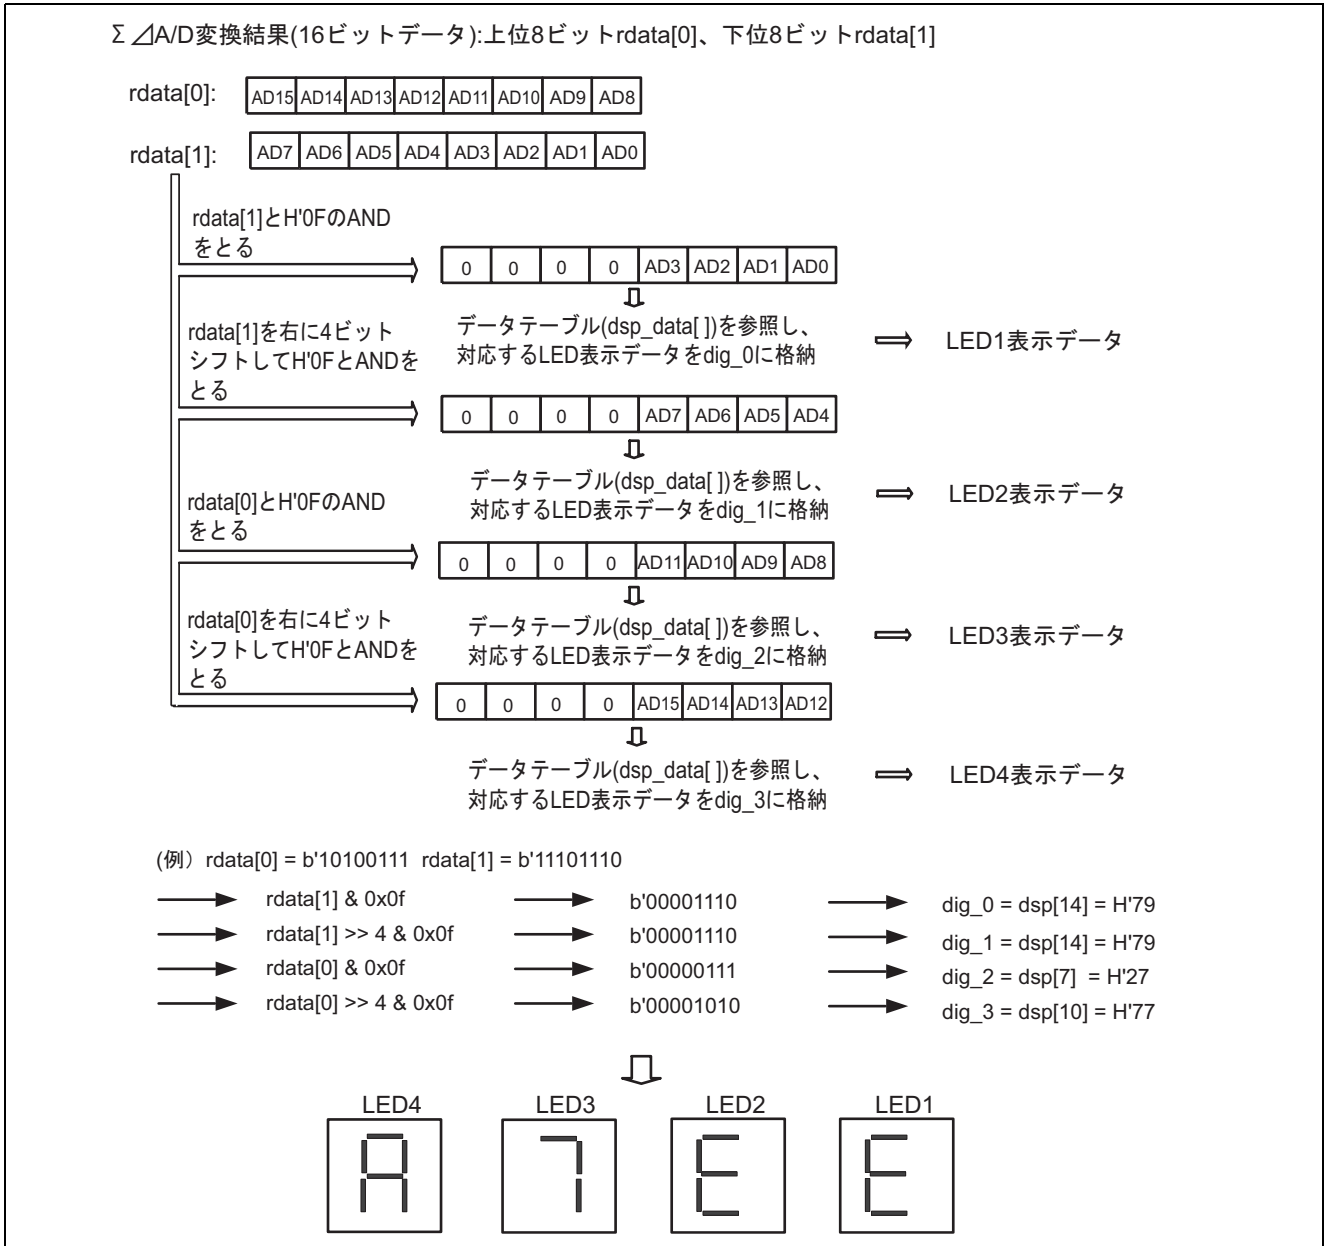 Σ⊿A/D変換結果(16ビットデータ):上位8ビットrdata[0]、下位8ビットrdata[1]
rdata[0]: AD15 AD14 AD13 AD12 AD11 AD10 AD9 AD8
rdata[1]: AD7 AD6 AD5 AD4 AD3 AD2 AD1 AD0
rdata[1]とH'0FのAND
をとる
0 0 0 0 AD3 AD2 AD1 AD0
rdata[1]を右に4ビット
シフトしてH'0FとANDを
とる
データテーブル(dsp_data[ ])を参照し、
対応するLED表示データをdig_0に格納
LED1表示データ
0 0 0 0 AD7 AD6 AD5 AD4
データテーブル(dsp_data[ ])を参照し、
対応するLED表示データをdig_1に格納
LED2表示データ
rdata[0]とH'0FのAND
をとる
0 0 0 0 AD11 AD10 AD9 AD8
rdata[0]を右に4ビット
シフトしてH'0FとANDを
とる
データテーブル(dsp_data[ ])を参照し、
対応するLED表示データをdig_2に格納
LED3表示データ
0 0 0 0 AD15 AD14 AD13 AD12
データテーブル(dsp_data[ ])を参照し、
対応するLED表示データをdig_3に格納
LED4表示データ
(例）rdata[0] = b'10100111 rdata[1] = b'11101110
rdata[1] & 0x0f b'00001110 dig_0 = dsp[14] = H'79
rdata[1] >> 4 & 0x0f b'00001110 dig_1 = dsp[14] = H'79
rdata[0] & 0x0f b'00000111 dig_2 = dsp[7] = H'27
rdata[0] >> 4 & 0x0f b'00001010 dig_3 = dsp[10] = H'77
LED4 LED3 LED2 LED1
A 7 E E